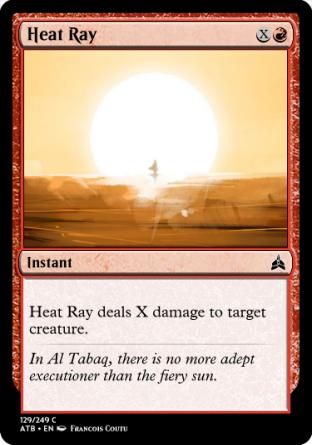 Heat Ray XR
Instant
Heat Ray deals X damage to target
creature.
In Al Tabaq, there is no more adept
executioner than the fiery sun.
129/249 C
ATB • EN FRANCOIS COUTU